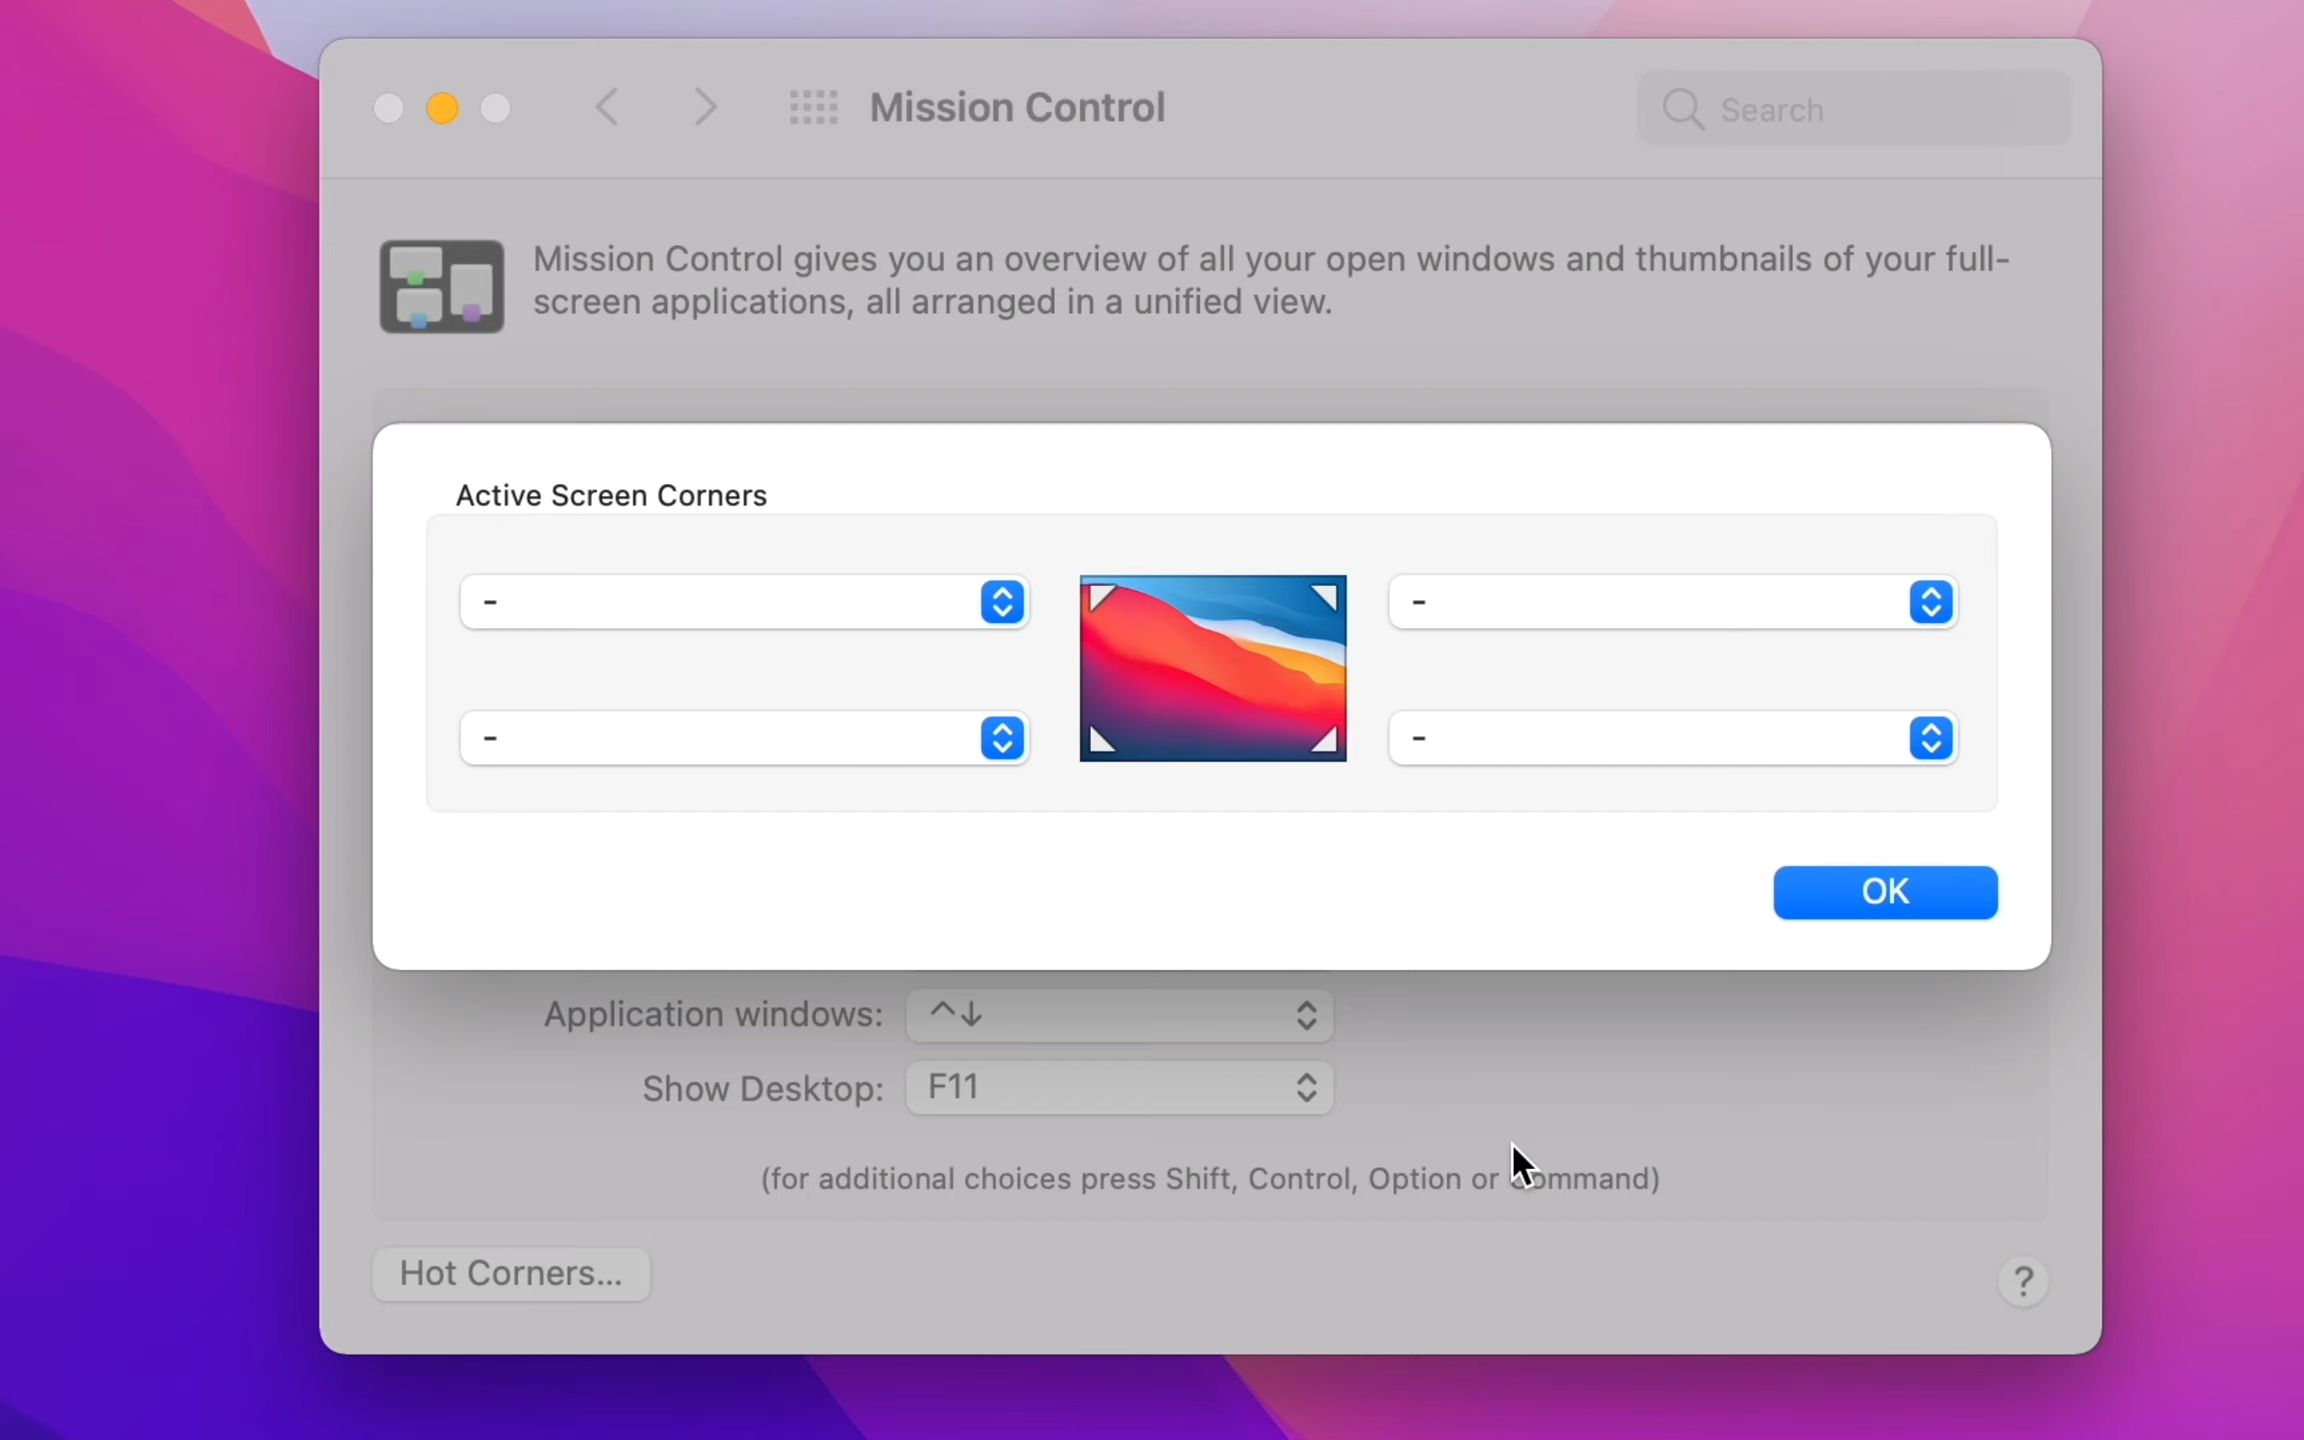 Mission Control
Search
Mission Control gives you an overview of all your open windows and thumbnails of your full-
screen applications, all arranged in a unified view.
Active Screen Corners
-
-
-
-
OK
Application windows: ^↓
Show Desktop: F11
(for additional choices press Shift, Control, Option or Command)
Hot Corners...
?